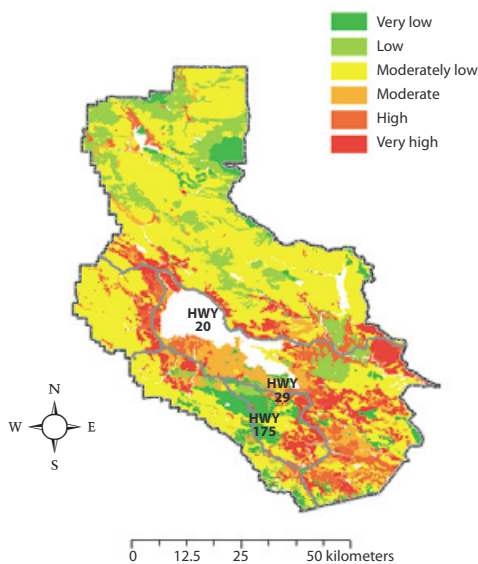 Very low
Low
Moderately low
Moderate
High
Very high
HWY
20
HWY
29
HWY
175
N
W
E
S
0 12.5 25 50 kilometers